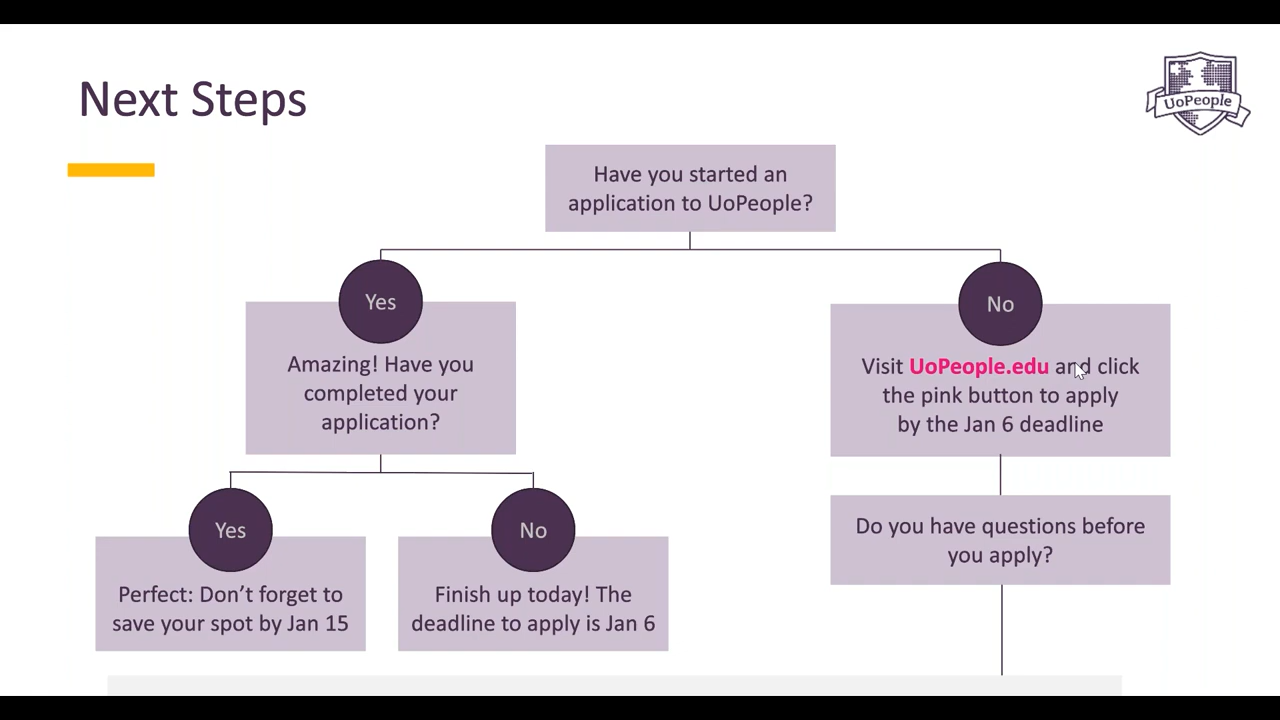 Next Steps
UoPeople
Have you started an
application to UoPeople?
Yes
Amazing! Have you
completed your
application?
No
Visit UoPeople.edu and click
the pink button to apply
by the Jan 6 deadline
Yes
Perfect: Don’t forget to
save your spot by Jan 15
No
Finish up today! The
deadline to apply is Jan 6
Do you have questions before
you apply?